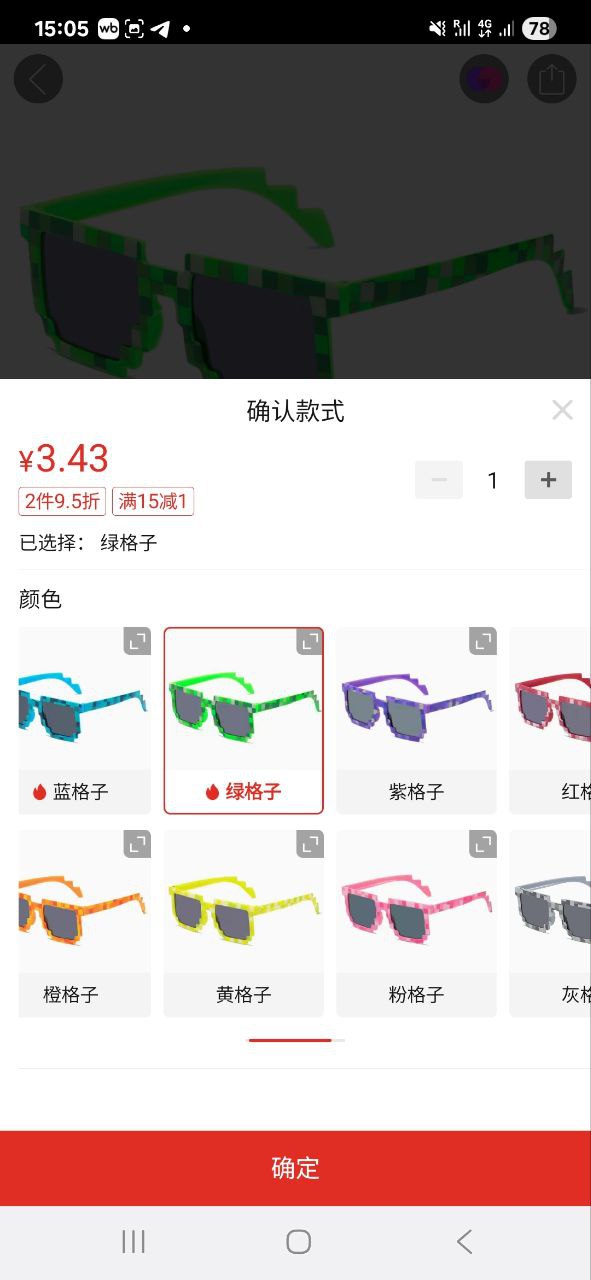 15:05 wb R 4G 78
确认款式
¥3.43
1
2件9.5折 满15减1
已选择： 绿格子
颜色
蓝格子 绿格子 紫格子 红格
橙格子 黄格子 粉格子 灰格
确定